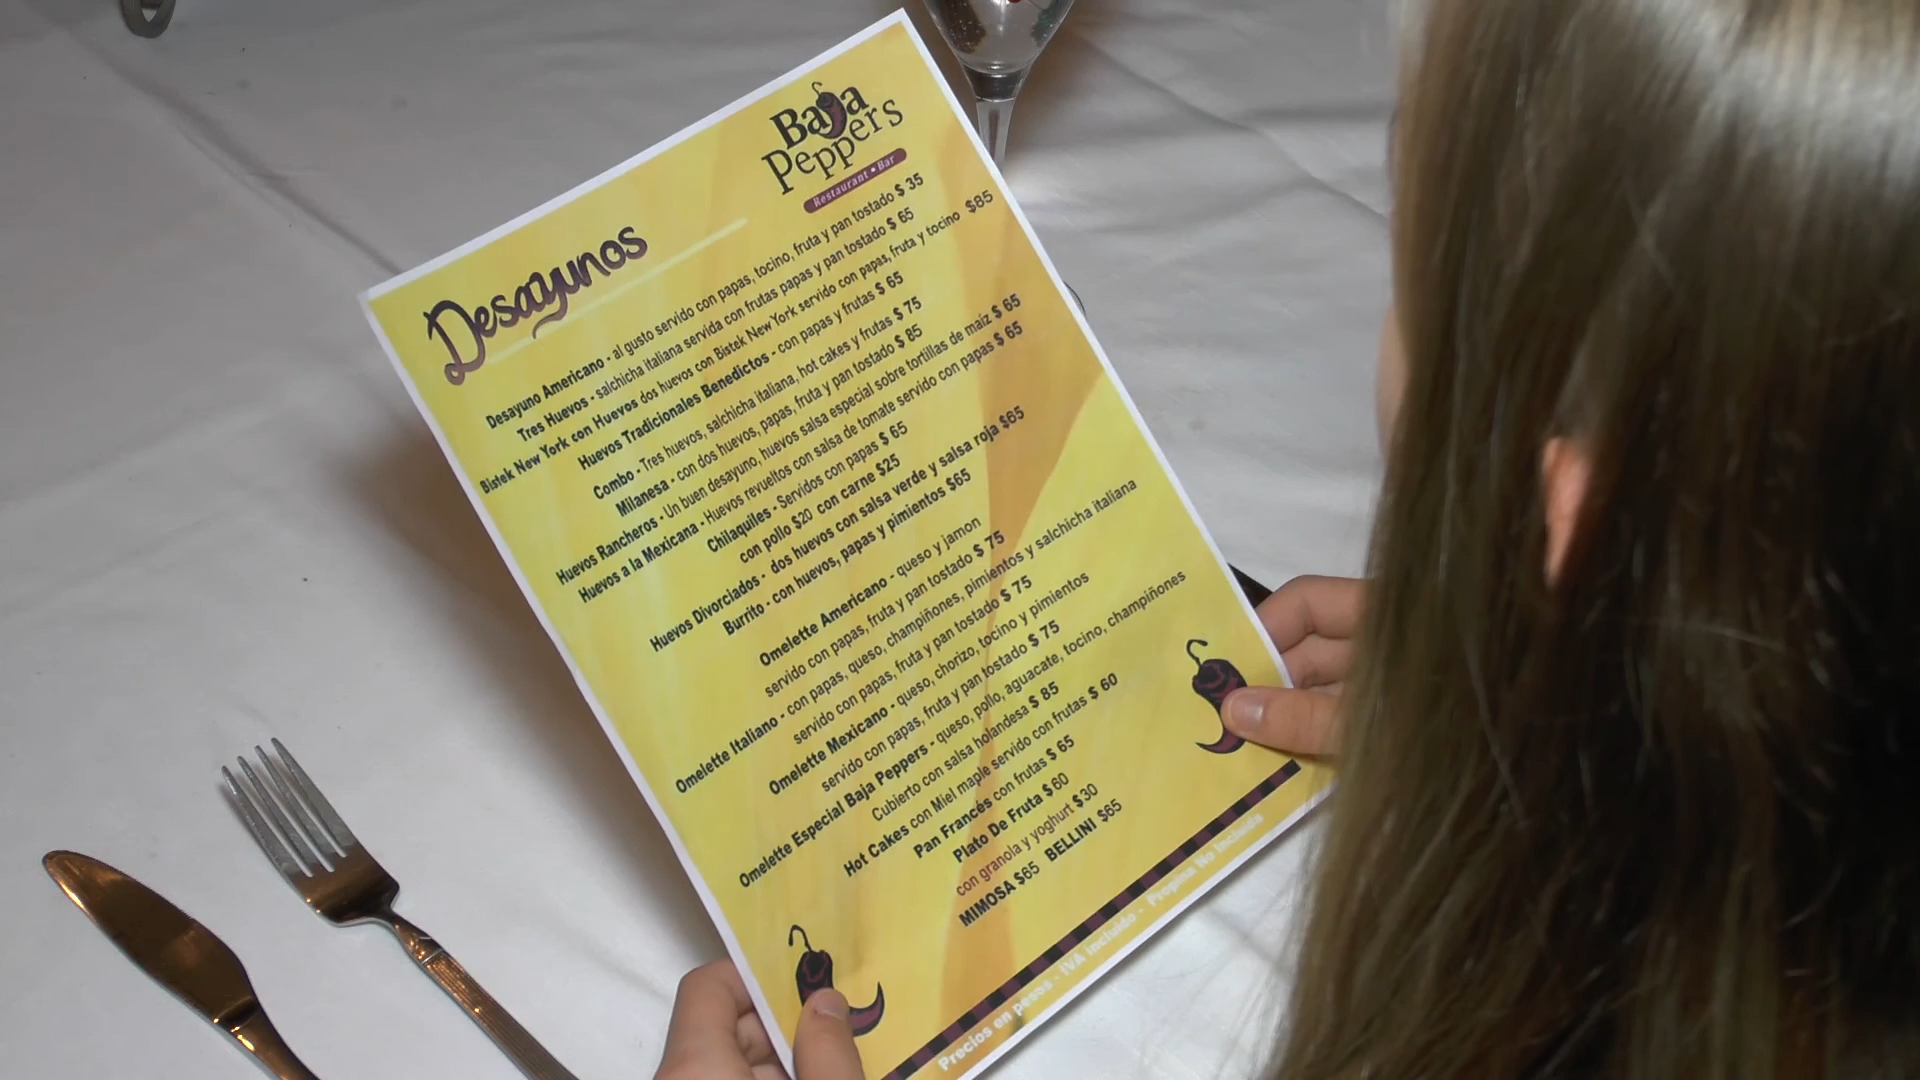 Baja
Peppers
Restaurant • Bar
Desayunos
Desayuno Americano - al gusto servido con papas, tocino, fruta y pan tostado $ 35
Tres Huevos - salchicha italiana servida con frutas papas y pan tostado $ 65
Bistek New York con Huevos dos huevos con Bistek New York servido con papas, fruta y tocino $85
Huevos Tradicionales Benedictos - con papas y frutas $ 65
Combo - Tres huevos, salchicha italiana, hot cakes y frutas $ 75
Milanesa - con dos huevos, papas, fruta y pan tostado $ 85
Huevos Rancheros - Un buen desayuno, huevos salsa especial sobre tortillas de maiz $ 65
Huevos a la Mexicana - Huevos revueltos con salsa de tomate servido con papas $ 65
Chilaquiles - Servidos con papas $ 65
con pollo $20 con carne $25
Huevos Divorciados - dos huevos con salsa verde y salsa roja $65
Burrito - con huevos, papas y pimientos $65
Omelette Americano - queso y jamon
servido con papas, fruta y pan tostado $ 75
Omelette Italiano - con papas, queso, champiñones, pimientos y salchicha italiana
servido con papas, fruta y pan tostado $ 75
Omelette Mexicano - queso, chorizo, tocino y pimientos
servido con papas, fruta y pan tostado $ 75
Omelette Especial Baja Peppers - queso, pollo, aguacate, tocino, champiñones
Cubierto con salsa holandesa $ 85
Hot Cakes con Miel maple servido con frutas $ 60
Pan Francés con frutas $ 65
Plato De Fruta $ 60
con granola y yoghurt $30
MIMOSA $65 BELLINI $65
Precios en pesos - IVA incluido - Propina No Incluida